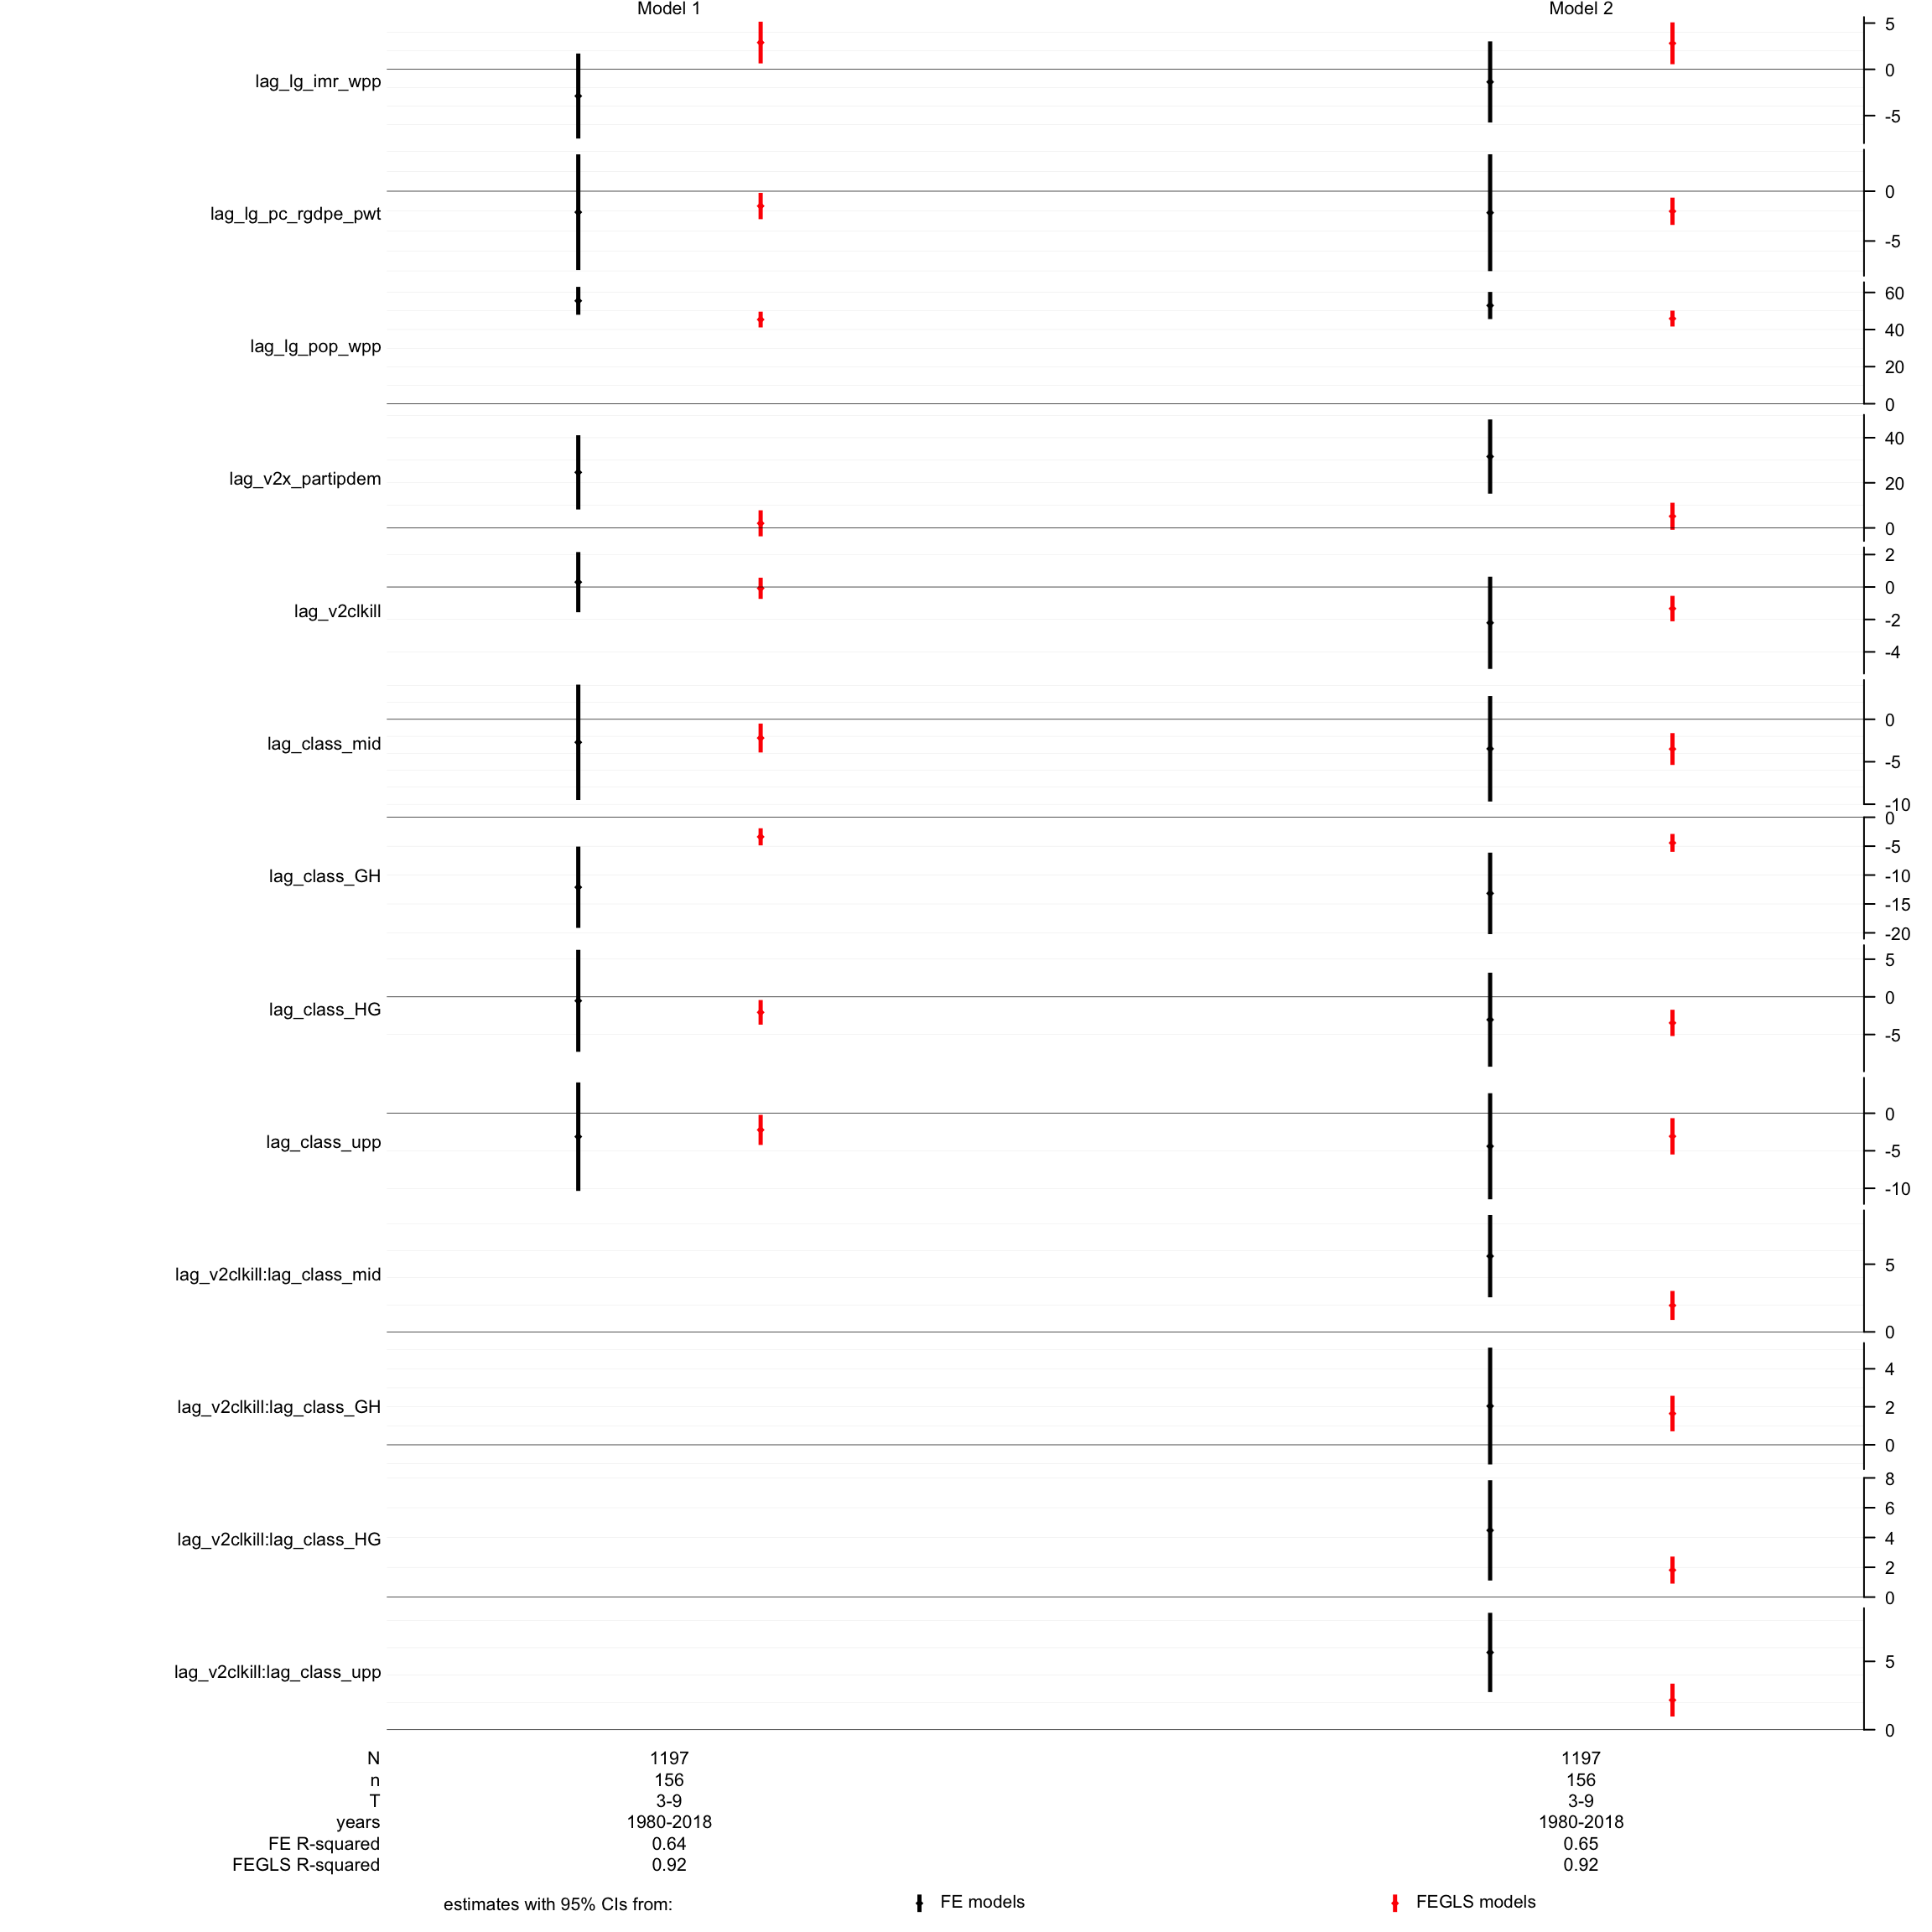 Model 1 Model 2
lag_lg_imr_wpp 5 0 -5
lag_lg_pc_rgdpe_pwt 0 -5
lag_lg_pop_wpp 60 40 20 0
lag_v2x_partipdem 40 20 0
lag_v2clkill 2 0 -2 -4
lag_class_mid 0 -5 -10
lag_class_GH 0 -5 -10 -15 -20
lag_class_HG 5 0 -5
lag_class_upp 0 -5 -10
lag_v2clkill:lag_class_mid 5 0
lag_v2clkill:lag_class_GH 4 2 0
lag_v2clkill:lag_class_HG 8 6 4 2 0
lag_v2clkill:lag_class_upp 5 0
N 1197 1197
n 156 156
T 3-9 3-9
years 1980-2018 1980-2018
FE R-squared 0.64 0.65
FEGLS R-squared 0.92 0.92
estimates with 95% CIs from: FE models FEGLS models